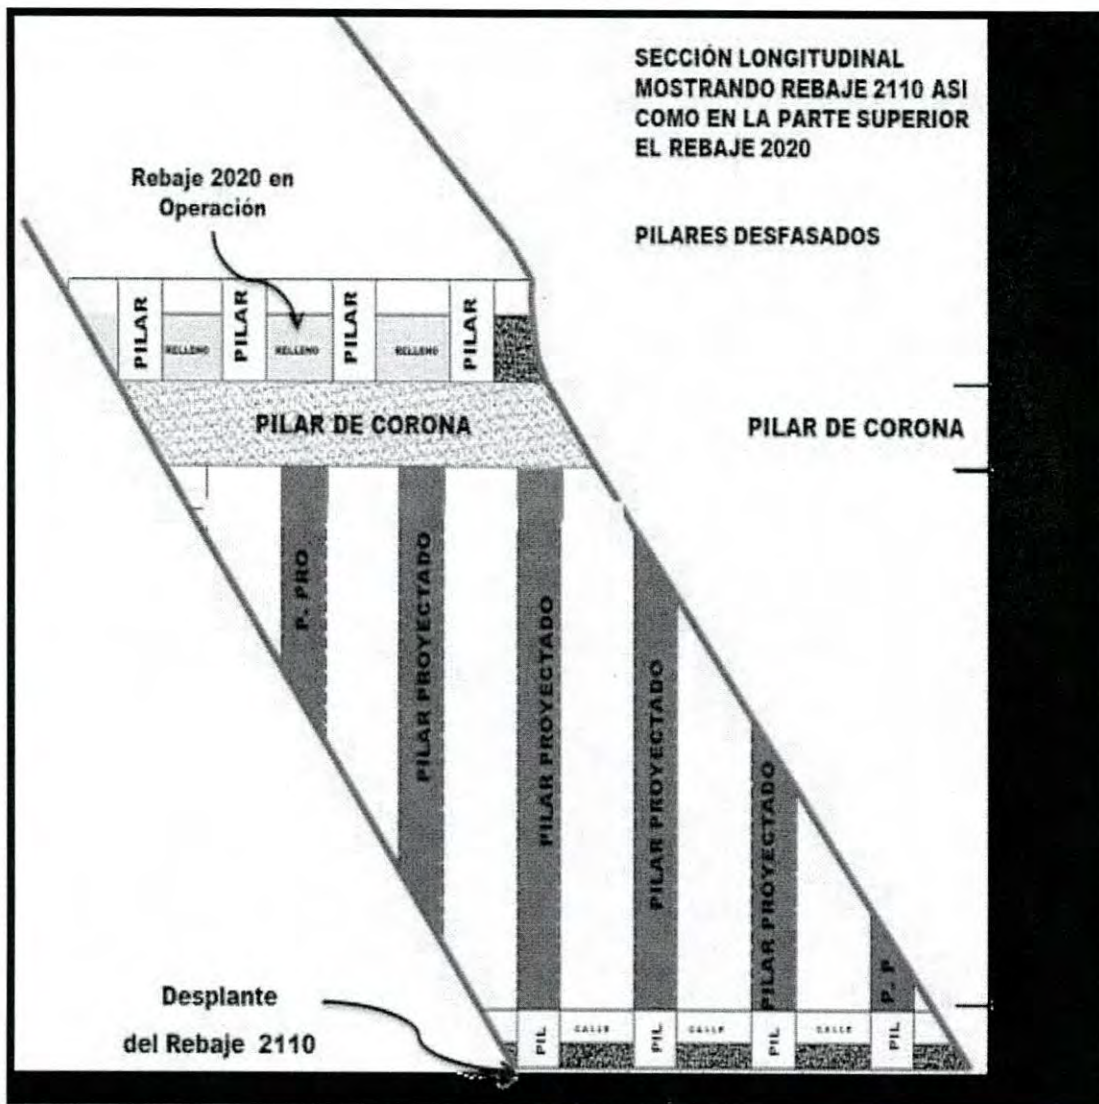 SECCIÓN LONGITUDINAL
MOSTRANDO REBAJE 2110 ASI
COMO EN LA PARTE SUPERIOR
EL REBAJE 2020
PILARES DESFASADOS
Rebaje 2020 en
Operación
PILAR
RELLENO
PILAR
RELLENO
PILAR
RELLENO
PILAR
PILAR DE CORONA
PILAR DE CORONA
P. PRO.
PILAR PROYECTADO
PILAR PROYECTADO
PILAR PROYECTADO
PILAR PROYECTADO
P. P
Desplante
del Rebaje 2110
PIL
CALLE
PIL
CALLE
PIL
CALLE
PIL